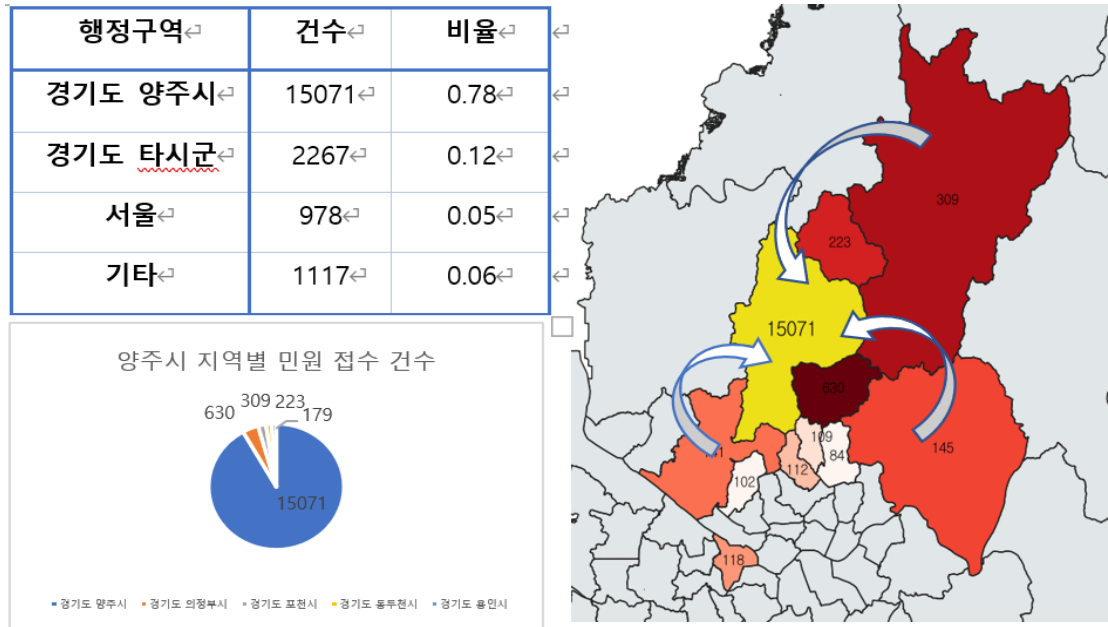 행정구역 건수 비율
경기도 양주시 15071 0.78
경기도 타시군 2267 0.12
서울 978 0.05
기타 1117 0.06
양주시 지역별 민원 접수 건수
630 309 223
179
15071
경기도 양주시 경기도 의정부시 경기도 포천시 경기도 동두천시 경기도 용인시
309
223
15071
630
145
109
84
112
102
118